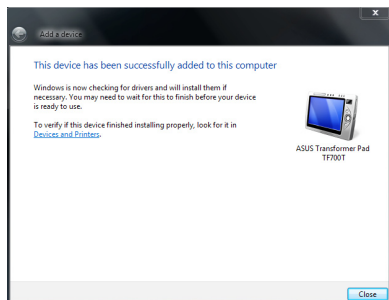 Add a device
This device has been successfully added to this computer
Windows is now checking for drivers and will install them if
necessary. You may need to wait for this to finish before your device
is ready to use.
To verify if this device finished installing properly, look for it in
Devices and Printers.
ASUS Transformer Pad
TF700T
Close